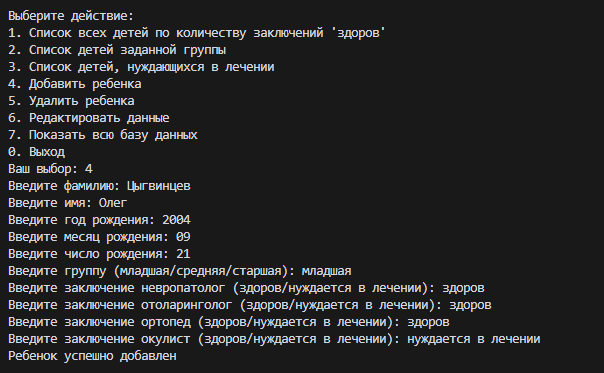 Выберите действие:
1. Список всех детей по количеству заключений 'здоров'
2. Список детей заданной группы
3. Список детей, нуждающихся в лечении
4. Добавить ребенка
5. Удалить ребенка
6. Редактировать данные
7. Показать всю базу данных
0. Выход
Ваш выбор: 4
Введите фамилию: Цыгвинцев
Введите имя: Олег
Введите год рождения: 2004
Введите месяц рождения: 09
Введите число рождения: 21
Введите группу (младшая/средняя/старшая): младшая
Введите заключение невропатолог (здоров/нуждается в лечении): здоров
Введите заключение отоларинголог (здоров/нуждается в лечении): здоров
Введите заключение ортопед (здоров/нуждается в лечении): здоров
Введите заключение окулист (здоров/нуждается в лечении): нуждается в лечении
Ребенок успешно добавлен